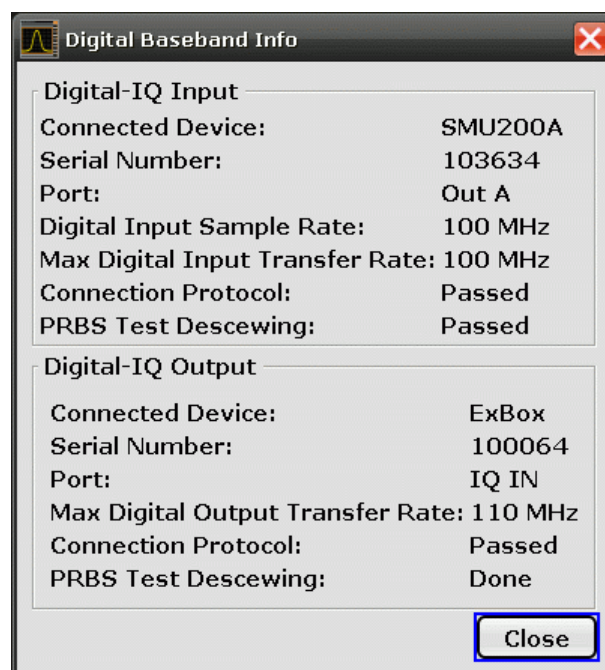 Digital Baseband Info
Digital-IQ Input
Connected Device: SMU200A
Serial Number: 103634
Port: Out A
Digital Input Sample Rate: 100 MHz
Max Digital Input Transfer Rate: 100 MHz
Connection Protocol: Passed
PRBS Test Descewing: Passed
Digital-IQ Output
Connected Device: ExBox
Serial Number: 100064
Port: IQ IN
Max Digital Output Transfer Rate: 110 MHz
Connection Protocol: Passed
PRBS Test Descewing: Done
Close